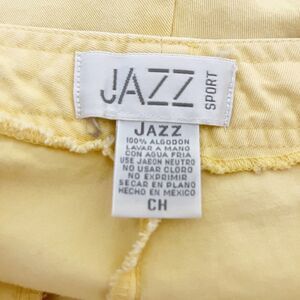 JAZZ
SPORT
JAZZ
100% ALGODON
LAVAR A MANO
CON AGUA FRIA
USE JABON NEUTRO
NO USAR CLORO
NO EXPRIMIR
SECAR EN PLANO
HECHO EN MEXICO
CH